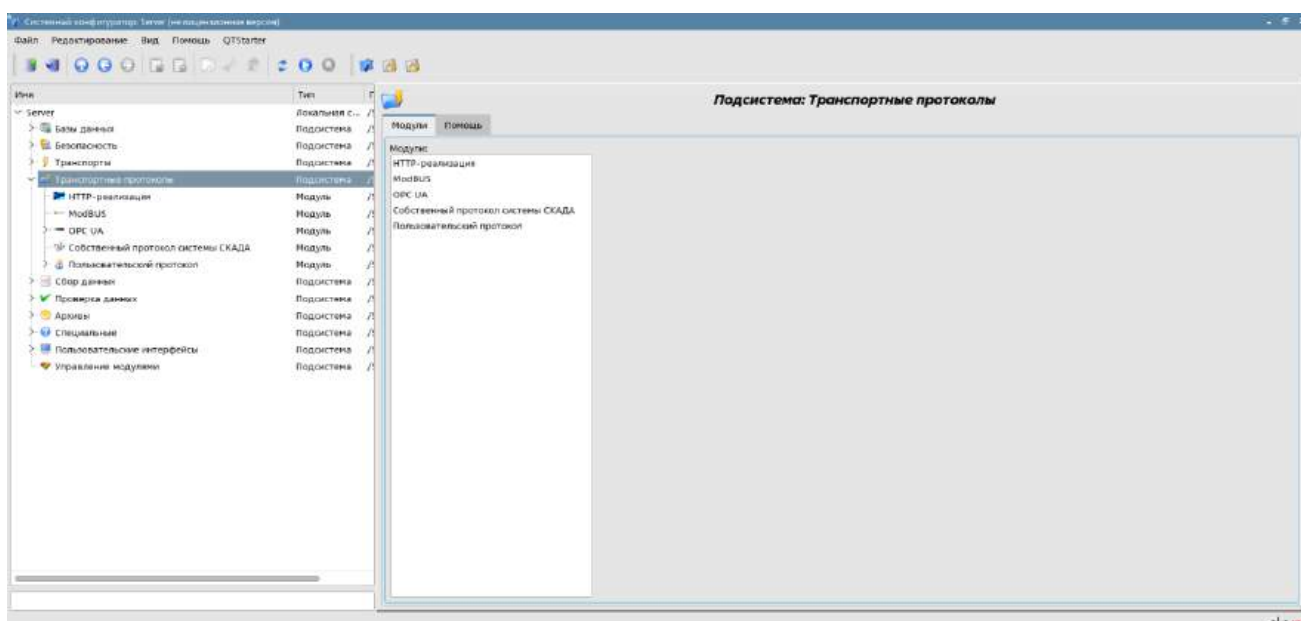 Системный конфигуратор: Server (нелицензионная версия)
Файл Редактирование Вид Помощь QTStarter
Имя Тип
Server Локальная с...
Базы данных Подсистема
Безопасность Подсистема
Транспорты Подсистема
Транспортные протоколы Подсистема
HTTP-реализация Модуль
ModBUS Модуль
OPC UA Модуль
Собственный протокол системы СКАДА Модуль
Пользовательский протокол Модуль
Сбор данных Подсистема
Проверка данных Подсистема
Архивы Подсистема
Специальные Подсистема
Пользовательские интерфейсы Подсистема
Управление модулями Подсистема
Подсистема: Транспортные протоколы
Модули Помощь
Модули:
HTTP-реализация
ModBUS
OPC UA
Собственный протокол системы СКАДА
Пользовательский протокол